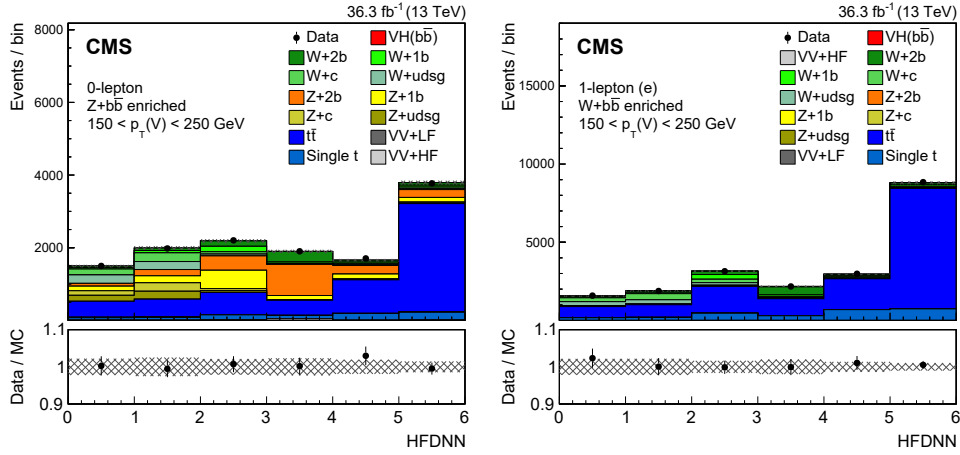 36.3 fb⁻¹ (13 TeV)
Events / bin
8000
6000
4000
2000
CMS
0-lepton
Z+bb̅ enriched
150 < p_T(V) < 250 GeV
Data
VH(bb̅)
W+2b
W+1b
W+c
W+udsg
Z+2b
Z+1b
Z+c
Z+udsg
tt̅
VV+LF
Single t
VV+HF
Data / MC
1.1
1
0.9
0 1 2 3 4 5 6
HFDNN
36.3 fb⁻¹ (13 TeV)
Events / bin
15000
10000
5000
CMS
1-lepton (e)
W+bb̅ enriched
150 < p_T(V) < 250 GeV
Data
VH(bb̅)
VV+HF
W+2b
W+1b
W+c
W+udsg
Z+2b
Z+1b
Z+c
Z+udsg
tt̅
VV+LF
Single t
Data / MC
1.1
1
0.9
0 1 2 3 4 5 6
HFDNN